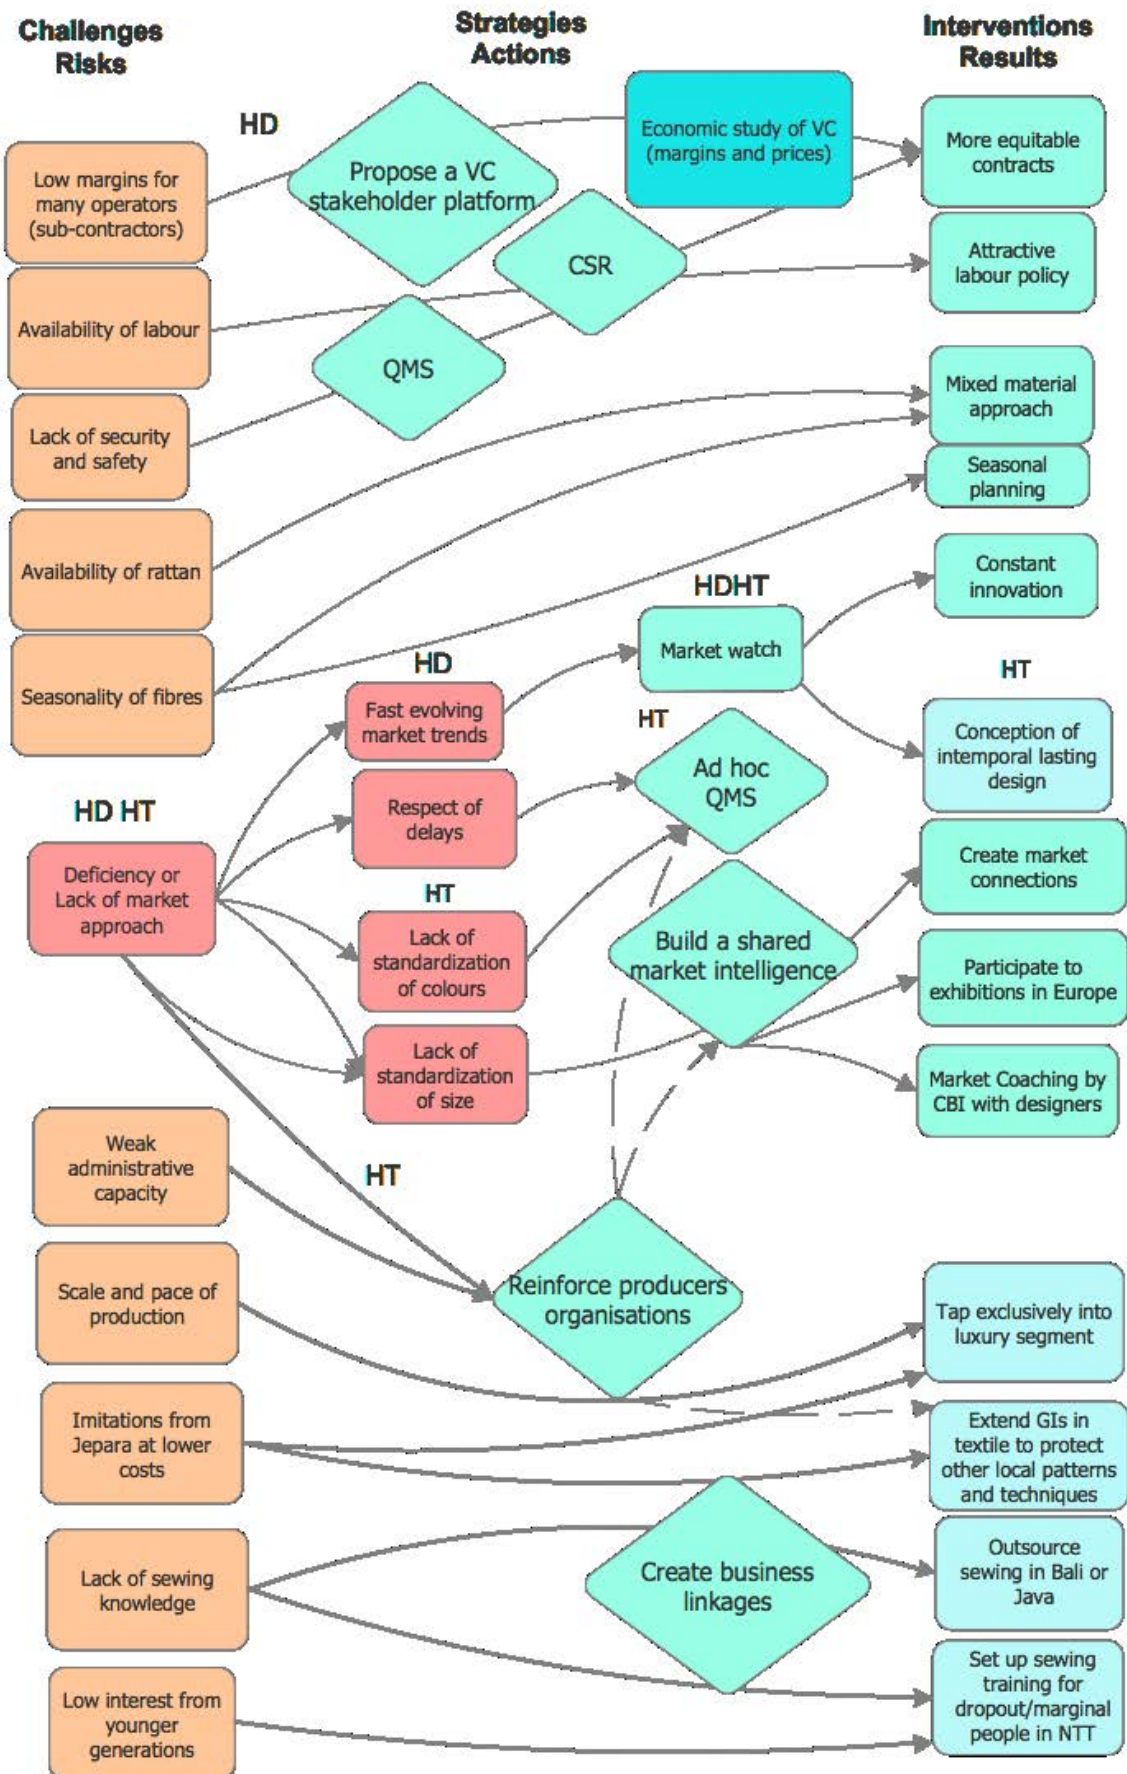 Challenges
Risks
Strategies
Actions
Interventions
Results
HD
Propose a VC
stakeholder platform
Economic study of VC
(margins and prices)
More equitable
contracts
Low margins for
many operators
(sub-contractors)
CSR
Attractive
labour policy
Availability of labour
QMS
Mixed material
approach
Lack of security
and safety
Seasonal
planning
Availability of rattan
Constant
innovation
HDHT
Market watch
Seasonality of fibres
HD
Fast evolving
market trends
HT
HT
Conception of
intemporal lasting
design
Ad hoc
QMS
Respect of
delays
HD HT
Deficiency or
Lack of market
approach
HT
Lack of
standardization
of colours
Create market
connections
Build a shared
market intelligence
Participate to
exhibitions in Europe
Lack of
standardization
of size
Market Coaching by
CBI with designers
Weak
administrative
capacity
HT
Reinforce producers
organisations
Scale and pace of
production
Tap exclusively into
luxury segment
Imitations from
Jepara at lower
costs
Extend GIs in
textile to protect
other local patterns
and techniques
Create business
linkages
Lack of sewing
knowledge
Outsource
sewing in Bali or
Java
Low interest from
younger
generations
Set up sewing
training for
dropout/marginal
people in NTT